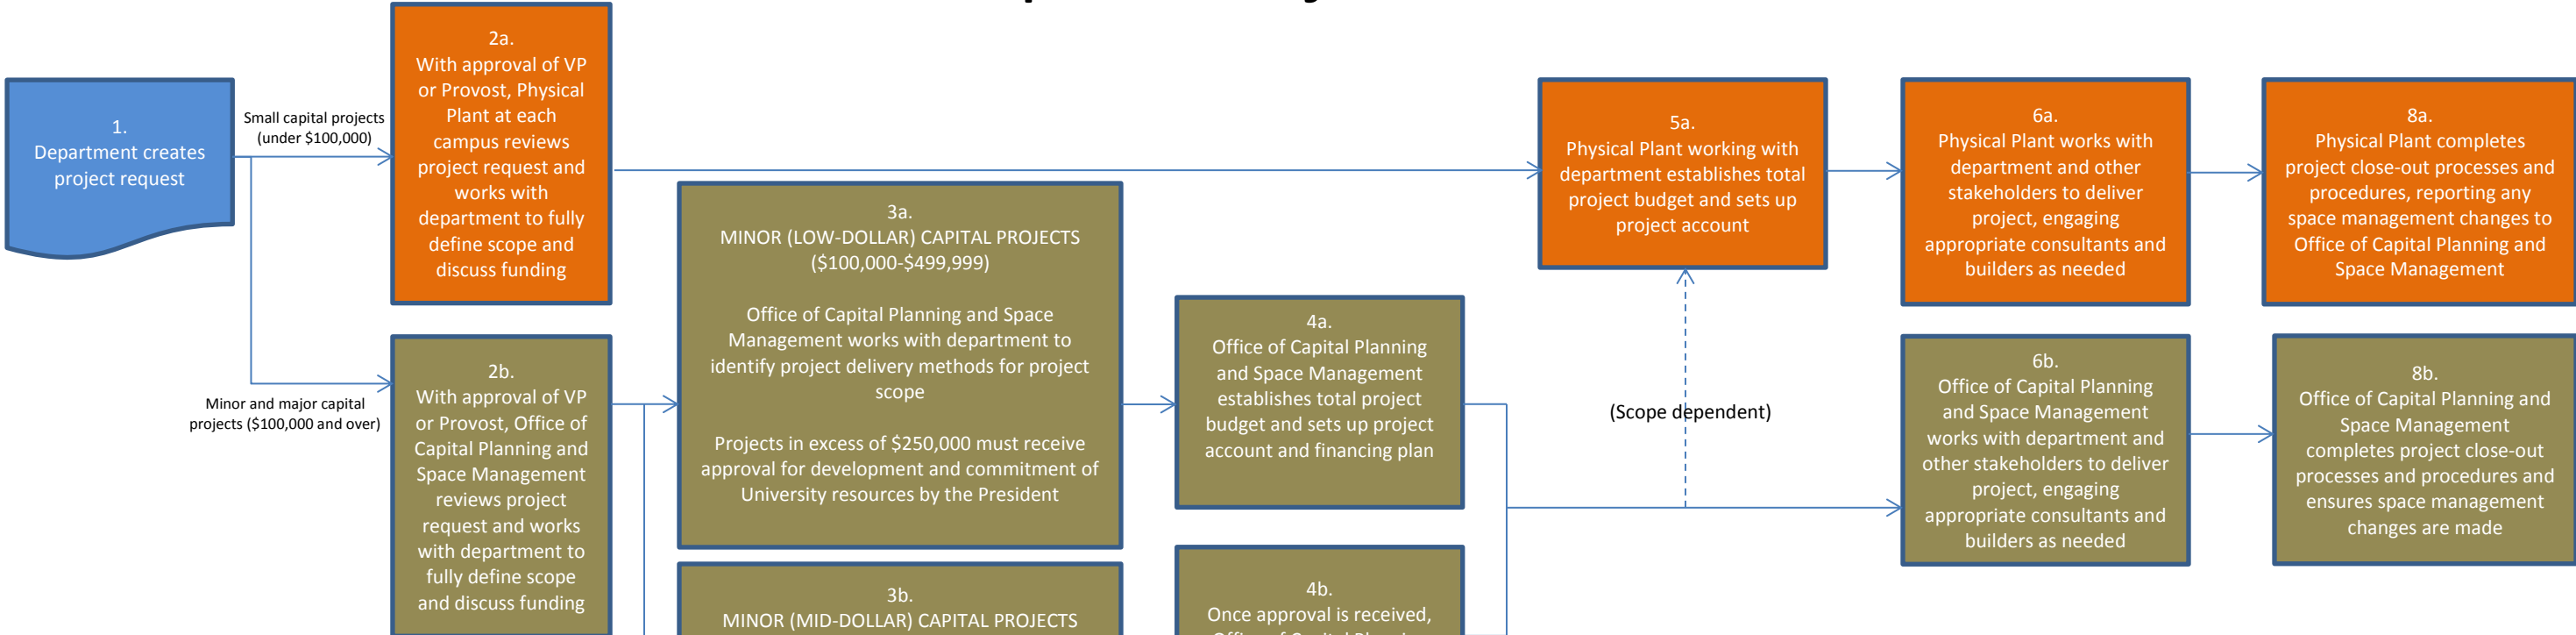 1.
Department creates
project request
Small capital projects
(under $100,000)
Minor and major capital
projects ($100,000 and over)
2a.
With approval of VP
or Provost, Physical
Plant at each
campus reviews
project request and
works with
department to fully
define scope and
discuss funding
2b.
With approval of VP
or Provost, Office of
Capital Planning and
Space Management
reviews project
request and works
with department to
fully define scope
and discuss funding
3a.
MINOR (LOW-DOLLAR) CAPITAL PROJECTS
($100,000-$499,999)
Office of Capital Planning and Space
Management works with department to
identify project delivery methods for project
scope
Projects in excess of $250,000 must receive
approval for development and commitment of
University resources by the President
3b.
MINOR (MID-DOLLAR) CAPITAL PROJECTS
4a.
Office of Capital Planning
and Space Management
establishes total project
budget and sets up project
account and financing plan
4b.
Once approval is received,
5a.
Physical Plant working with
department establishes total
project budget and sets up
project account
(Scope dependent)
6a.
Physical Plant works with
department and other
stakeholders to deliver
project, engaging
appropriate consultants and
builders as needed
6b.
Office of Capital Planning
and Space Management
works with department and
other stakeholders to deliver
project, engaging
appropriate consultants and
builders as needed
8a.
Physical Plant completes
project close-out processes and
procedures, reporting any
space management changes to
Office of Capital Planning and
Space Management
8b.
Office of Capital Planning and
Space Management
completes project close-out
processes and procedures and
ensures space management
changes are made